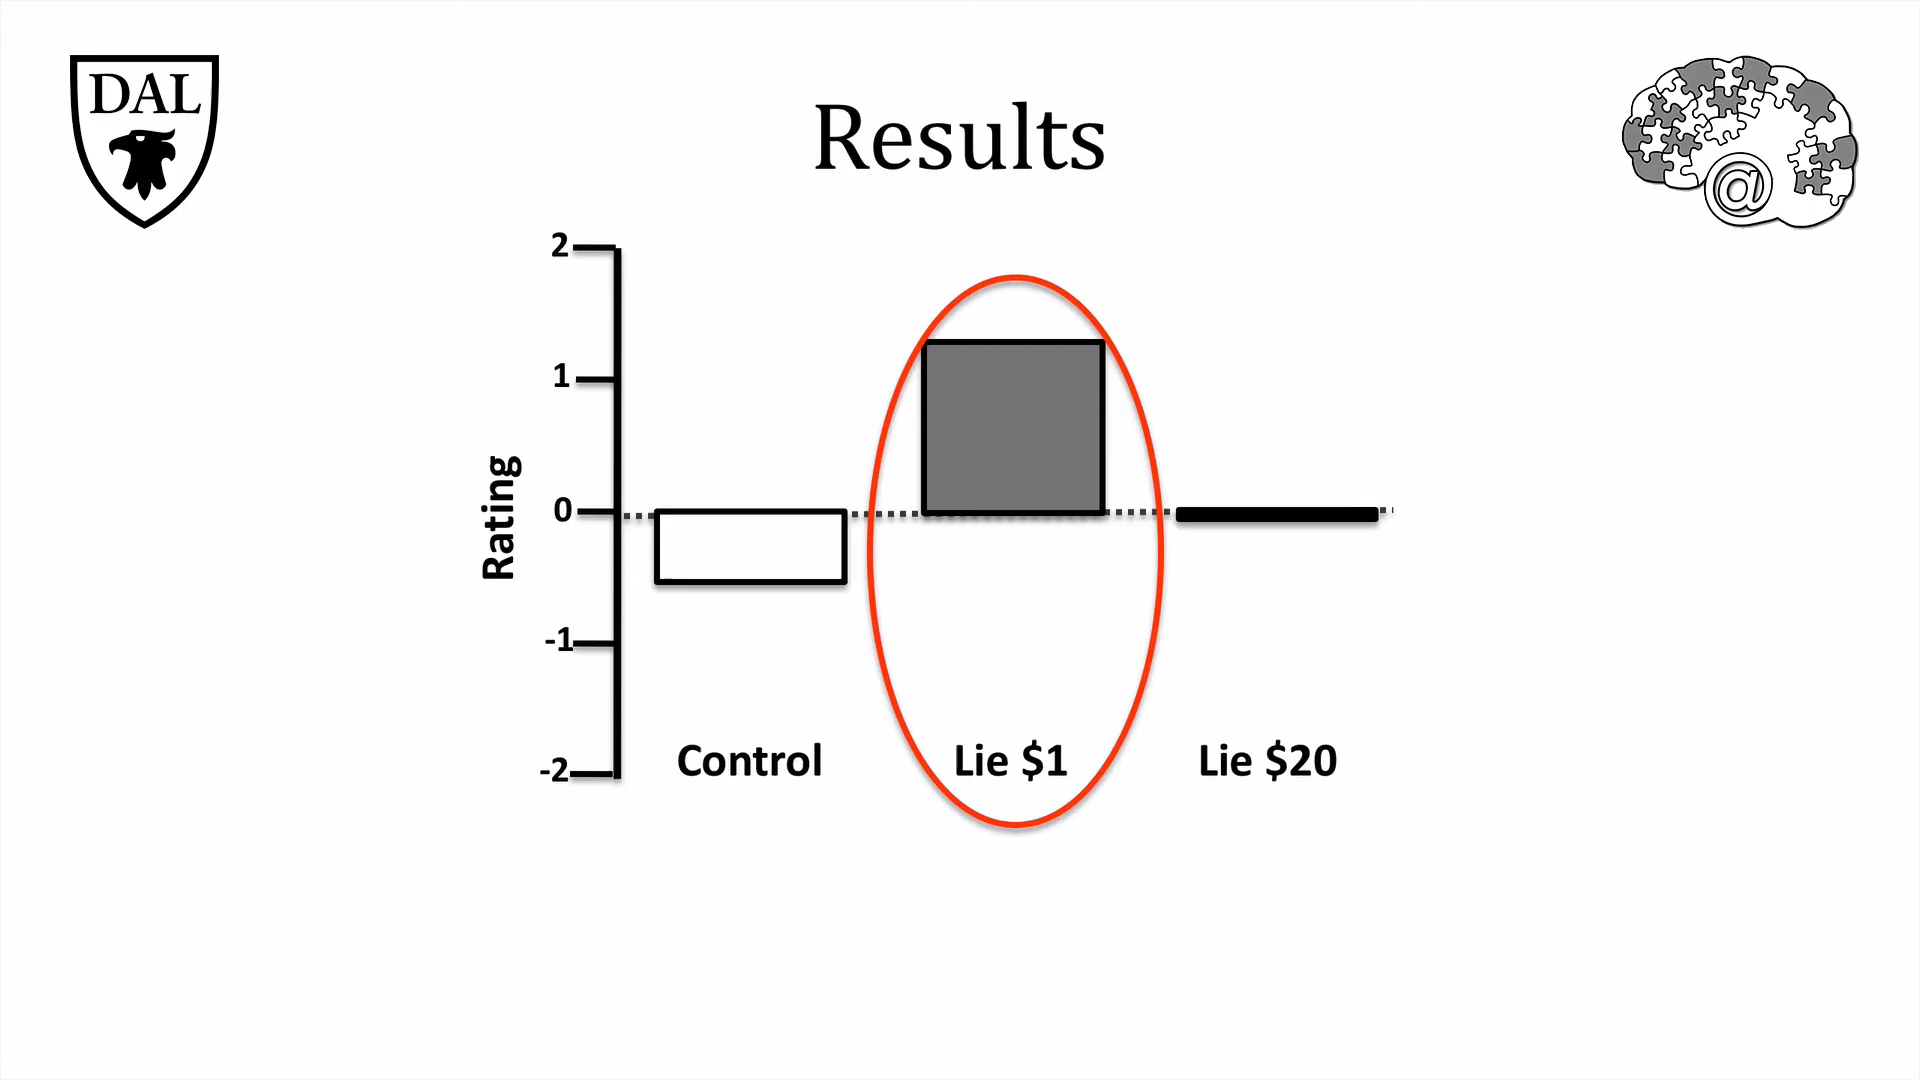 DAL
Results
@
2
1
0
-1
-2
Rating
Control
Lie $1
Lie $20